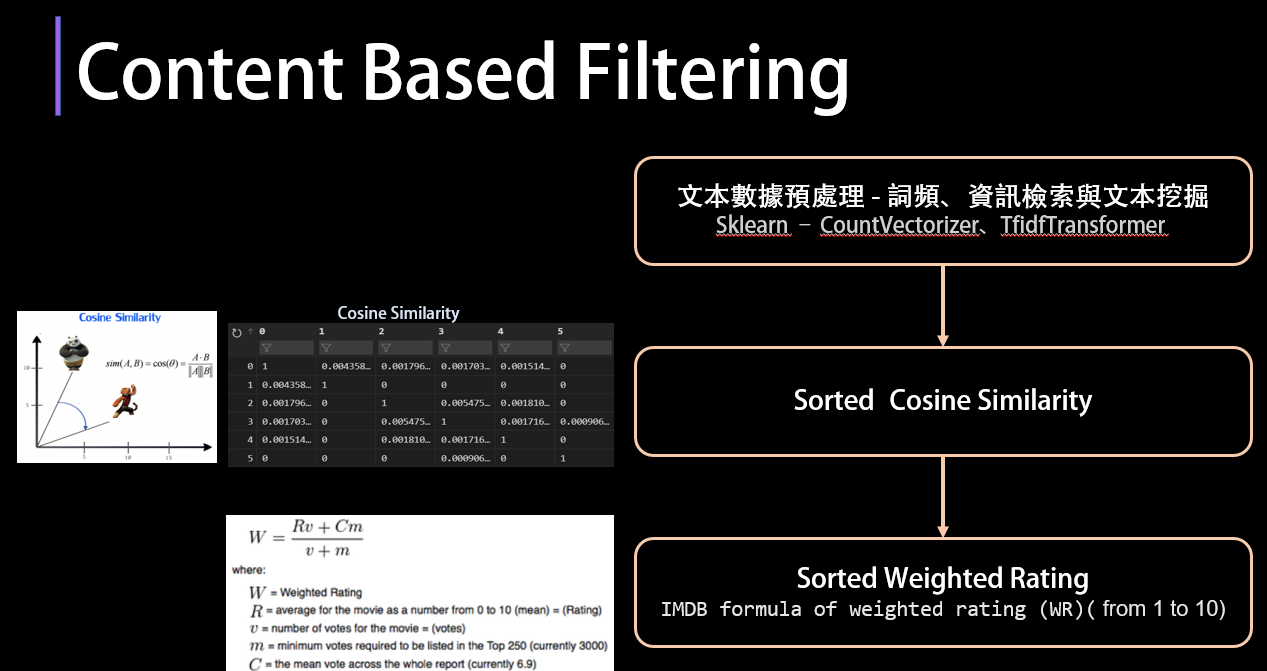 Content Based Filtering
文本數據預處理 - 詞頻、資訊檢索與文本挖掘
Sklearn – CountVectorizer、TfidfTransformer
Sorted Cosine Similarity
Sorted Weighted Rating
IMDB formula of weighted rating (WR)( from 1 to 10)
Cosine Similarity
10
5
5
10
15
sim(A, B) = cos(θ) = A · B / ‖A‖‖B‖
Cosine Similarity
0 1 2 3 4 5
0 1 0.004358… 0.001796… 0.001703… 0.001514… 0
1 0.004358… 1 0 0 0 0
2 0.001796… 0 1 0.005475… 0.001810… 0
3 0.001703… 0 0.005475… 1 0.001716… 0.000906…
4 0.001514… 0 0.001810… 0.001716… 1 0
5 0 0 0 0.000906… 0 1
W = Rv + Cm / v + m
where:
W = Weighted Rating
R = average for the movie as a number from 0 to 10 (mean) = (Rating)
v = number of votes for the movie = (votes)
m = minimum votes required to be listed in the Top 250 (currently 3000)
C = the mean vote across the whole report (currently 6.9)